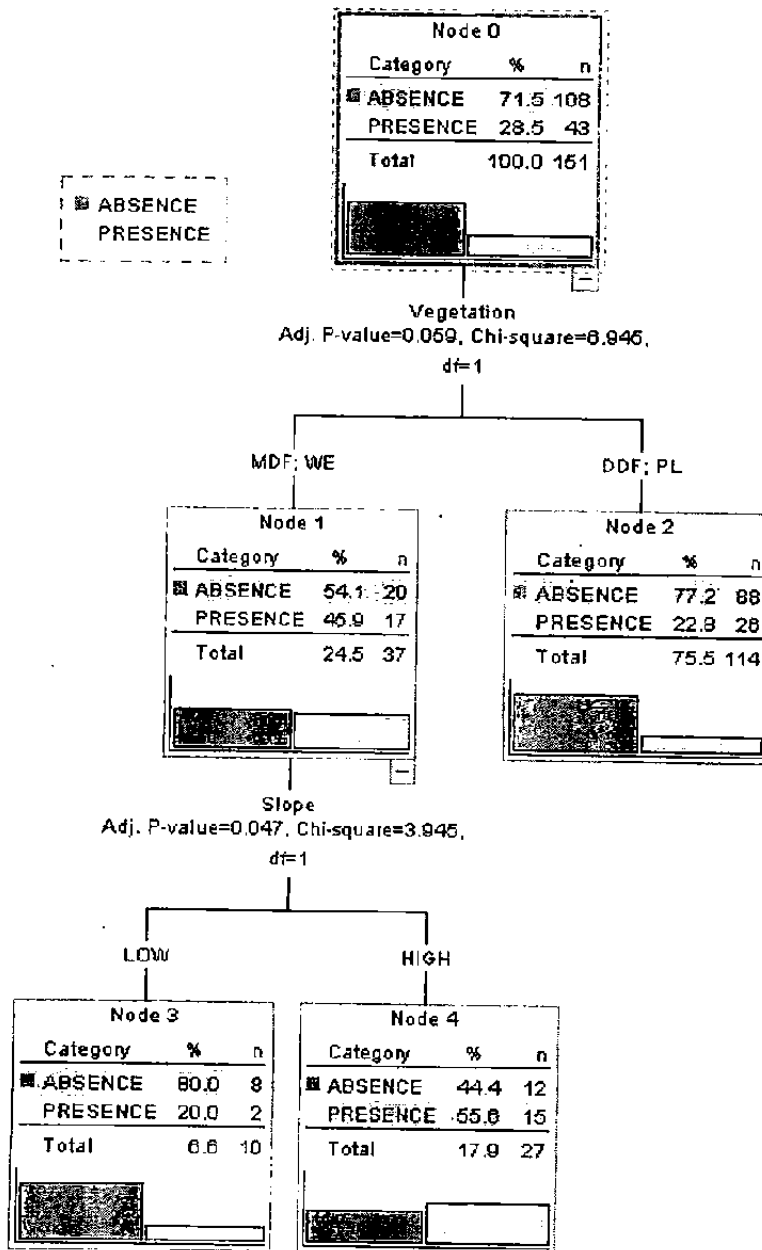 Node 0
Category % n
ABSENCE 71.5 108
PRESENCE 28.5 43
Total 100.0 151
ABSENCE
PRESENCE
Vegetation
Adj. P-value=0.059, Chi-square=6.945,
df=1
MDF; WE
DDF; PL
Node 1
Category % n
ABSENCE 54.1 20
PRESENCE 45.9 17
Total 24.5 37
Node 2
Category % n
ABSENCE 77.2 88
PRESENCE 22.8 26
Total 75.5 114
Slope
Adj. P-value=0.047, Chi-square=3.945,
df=1
LOW
HIGH
Node 3
Category % n
ABSENCE 80.0 8
PRESENCE 20.0 2
Total 6.6 10
Node 4
Category % n
ABSENCE 44.4 12
PRESENCE 55.6 15
Total 17.9 27